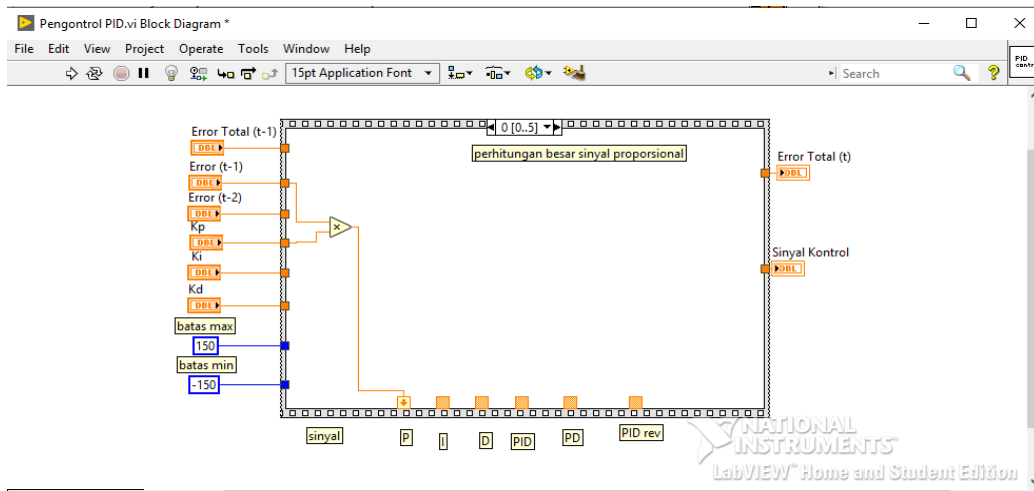 Pengontrol PID.vi Block Diagram *
File Edit View Project Operate Tools Window Help
15pt Application Font
Search
PID
contr
Error Total (t-1)
DBL
Error (t-1)
DBL
Error (t-2)
DBL
Kp
DBL
Ki
DBL
Kd
DBL
batas max
150
batas min
-150
0 [0..5]
perhitungan besar sinyal proporsional
×
Error Total (t)
DBL
Sinyal Kontrol
DBL
sinyal P I D PID PD PID rev
NATIONAL
INSTRUMENTS™
LabVIEW™ Home and Student Edition